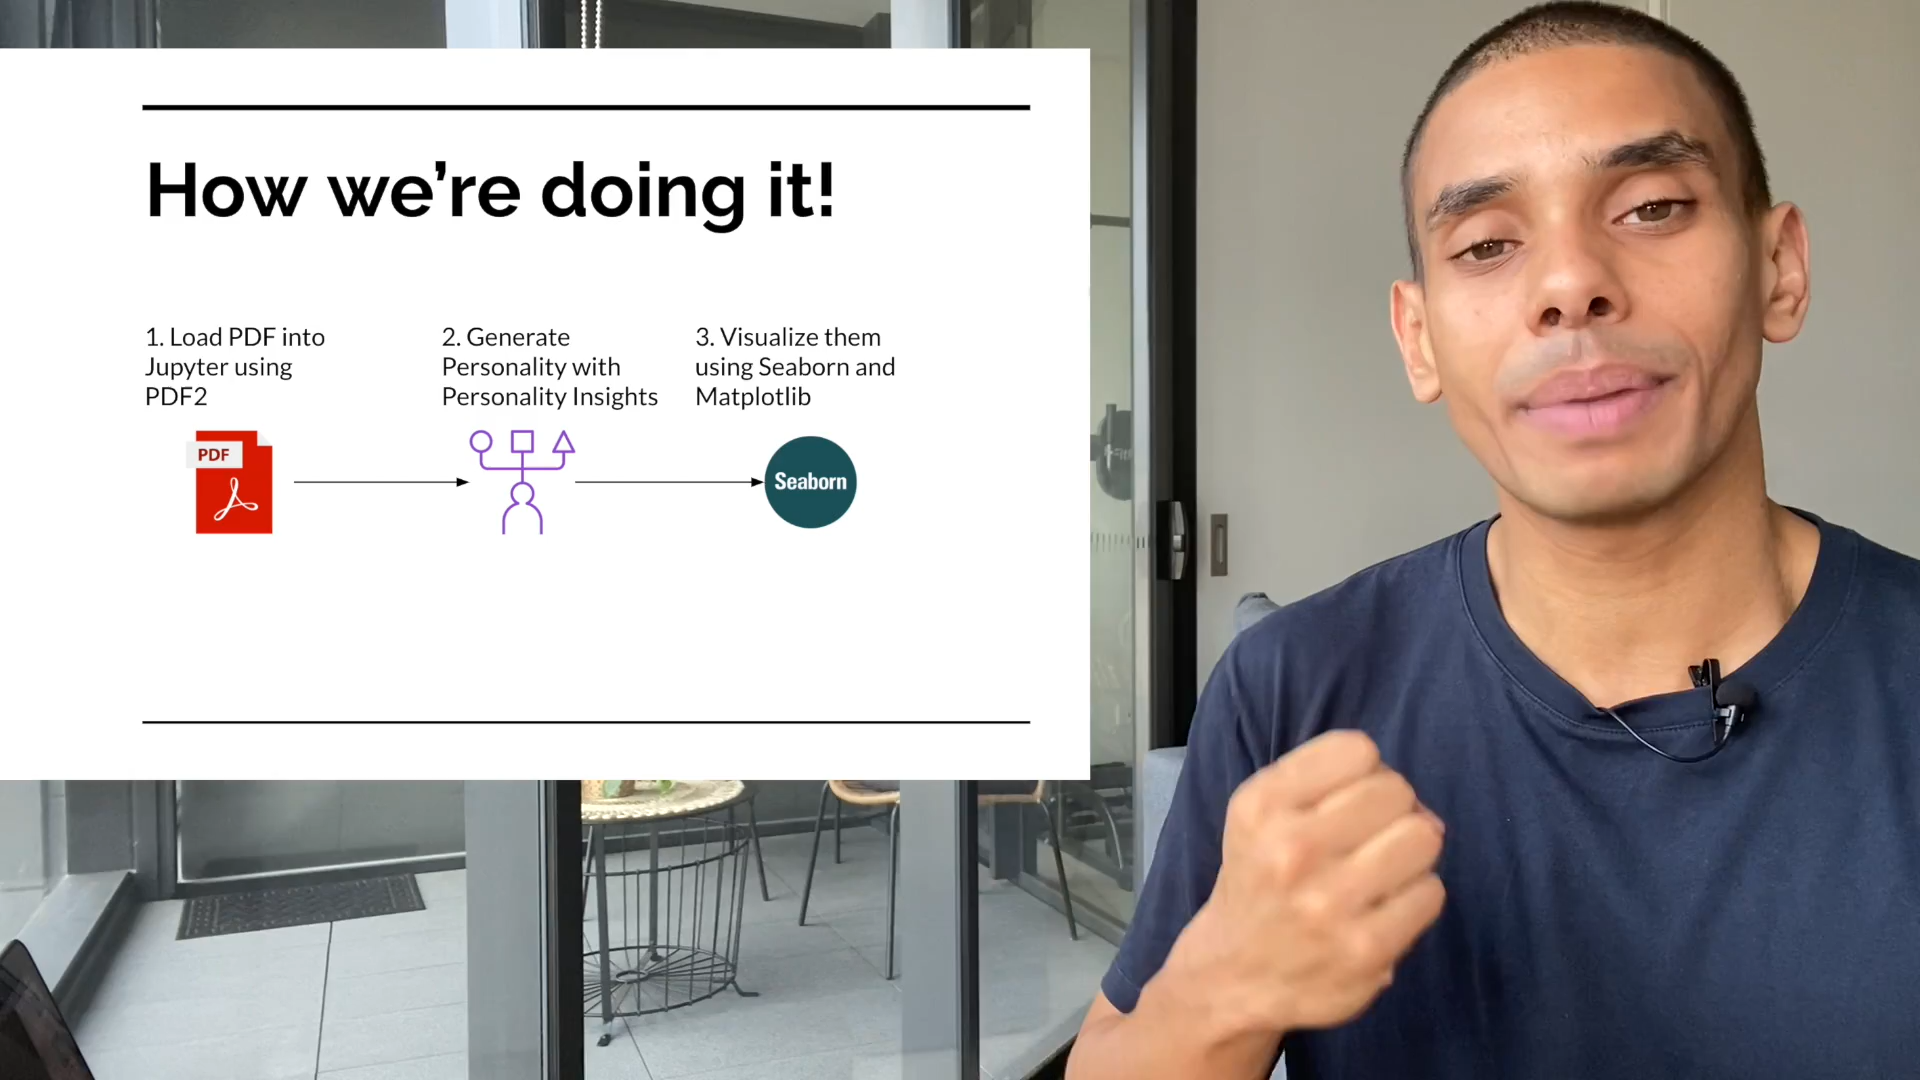 How we’re doing it!
1. Load PDF into
Jupyter using
PDF2
2. Generate
Personality with
Personality Insights
3. Visualize them
using Seaborn and
Matplotlib
PDF
Seaborn